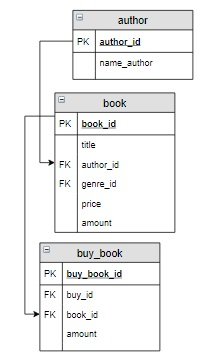 author
PK author_id
name_author
book
PK book_id
title
FK author_id
FK genre_id
price
amount
buy_book
PK buy_book_id
FK buy_id
FK book_id
amount